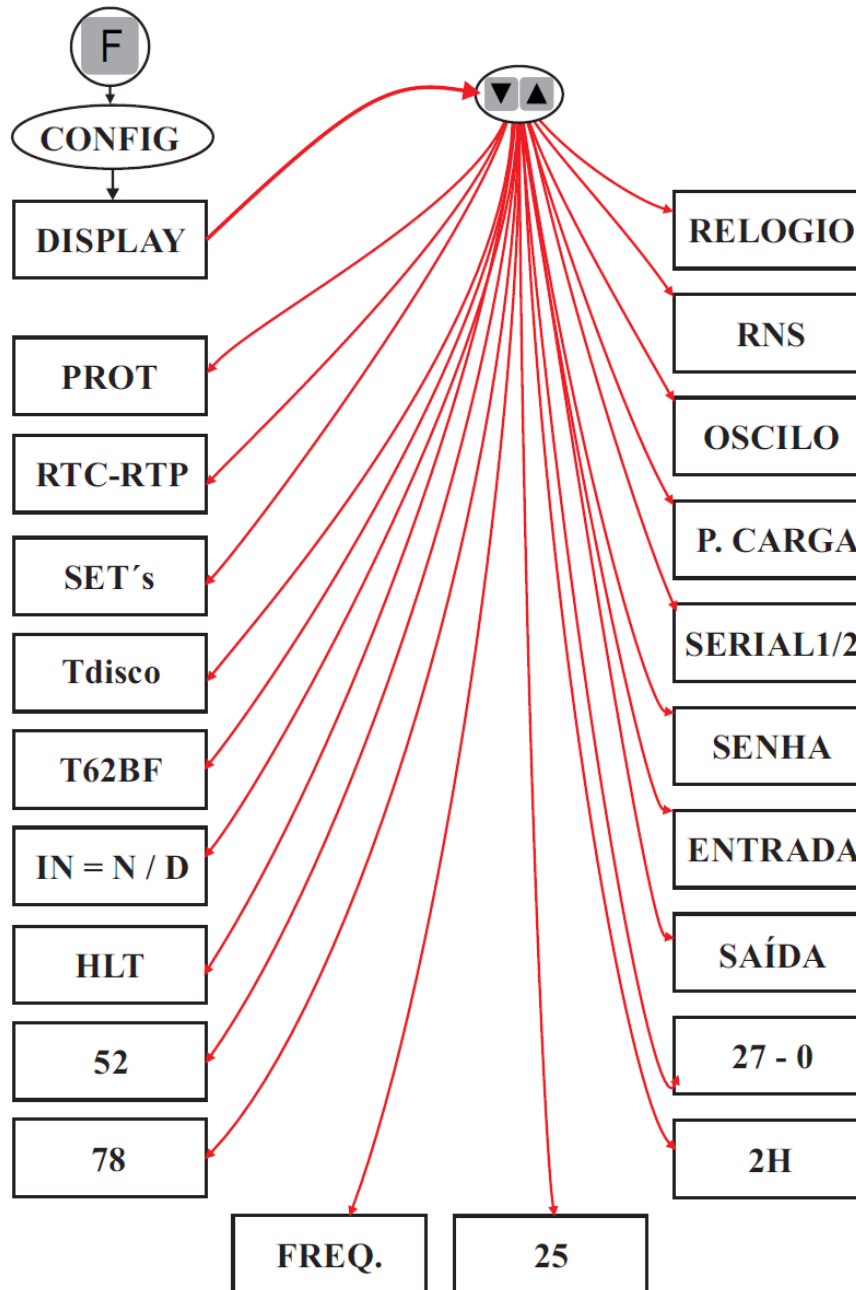 F
CONFIG
▼ ▲
DISPLAY
RELOGIO
RNS
PROT
OSCILO
RTC-RTP
P. CARGA
SET´s
SERIAL1/2
Tdisco
SENHA
T62BF
ENTRADA
IN = N / D
SAÍDA
HLT
27 - 0
52
2H
78
FREQ.
25